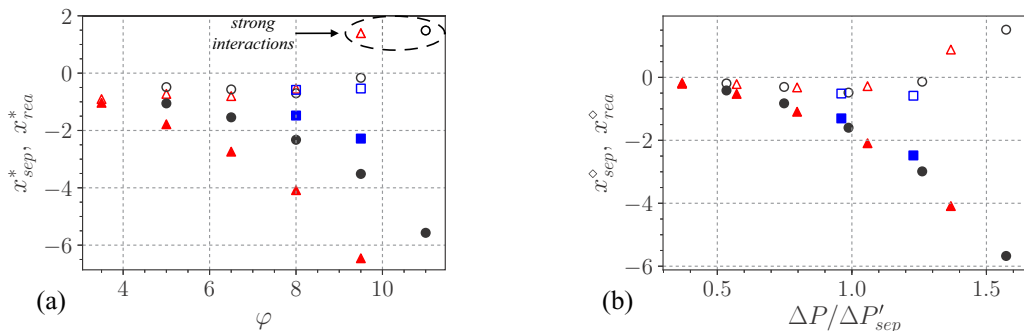 2
0
−2
−4
−6
4
6
8
10
x*sep, x*rea
φ
strong
interactions
(a)
2
0
−2
−4
−6
0.5
1.0
1.5
x◇sep, x◇rea
ΔP/ΔP′sep
(b)